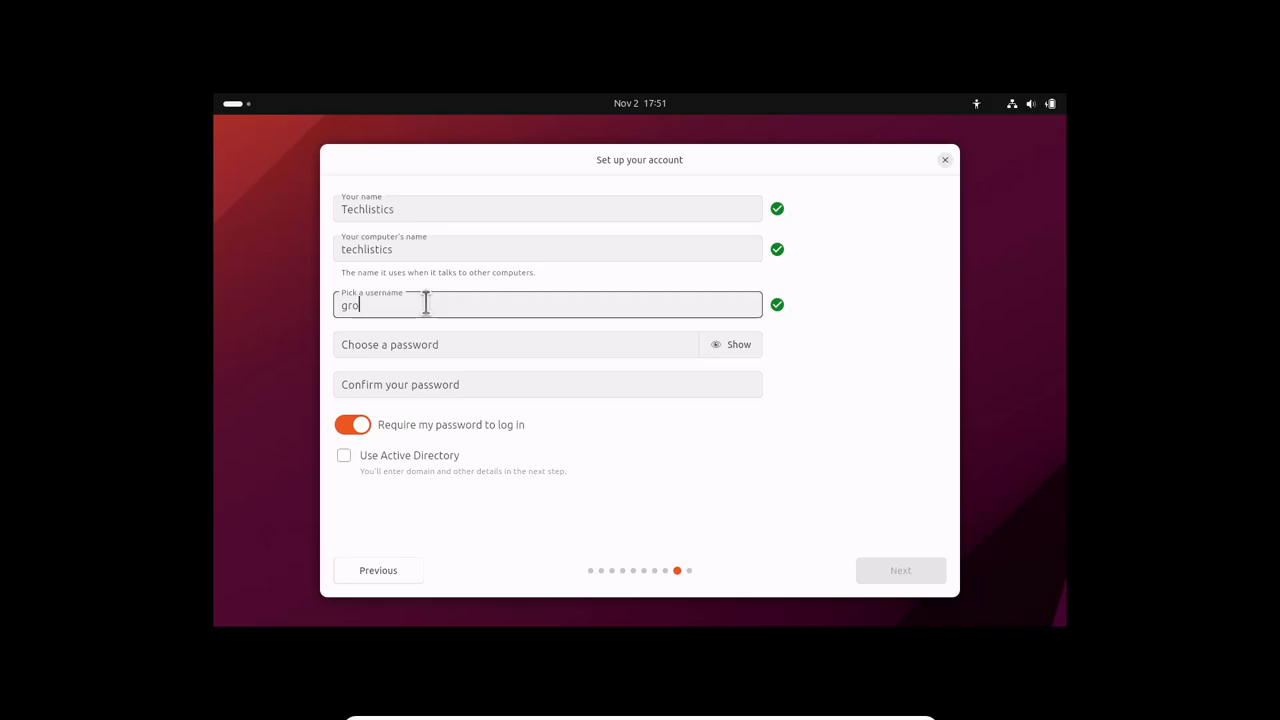 Nov 2 17:51
Set up your account
Your name
Techlistics
Your computer's name
techlistics
The name it uses when it talks to other computers.
Pick a username
gro
Choose a password
Show
Confirm your password
Require my password to log in
Use Active Directory
You'll enter domain and other details in the next step.
Previous
Next